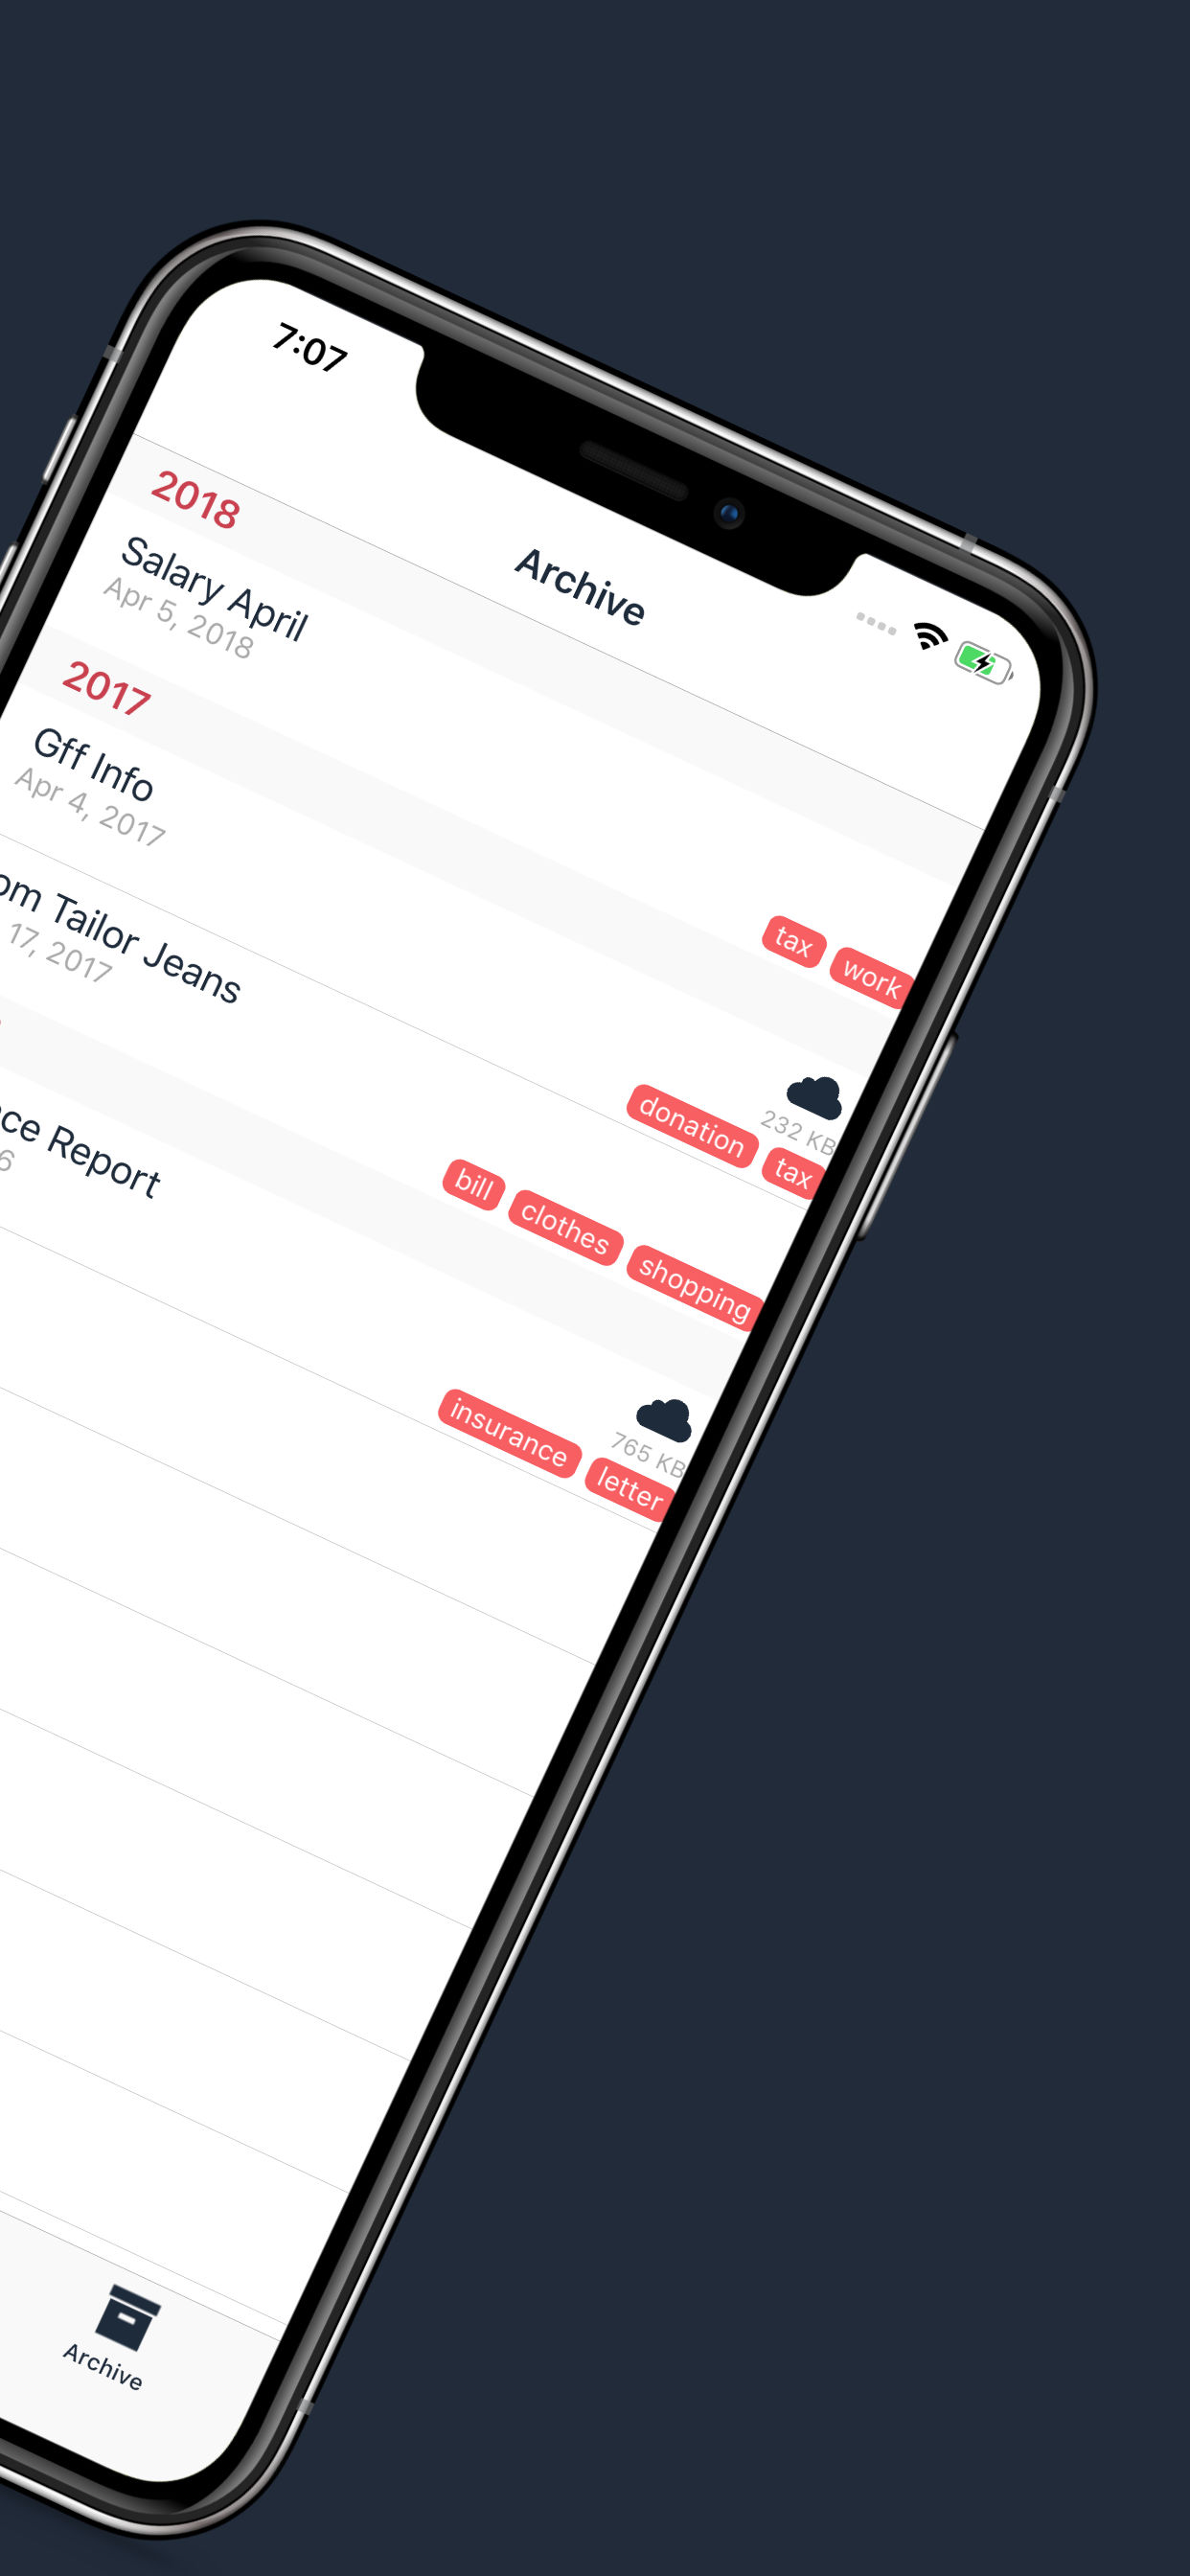 7:07
Archive
2018
Salary April
Apr 5, 2018
tax work
2017
Gff Info
Apr 4, 2017
232 KB
donation tax
om Tailor Jeans
17, 2017
bill clothes shopping
ce Report
6
765 KB
insurance letter
Archive